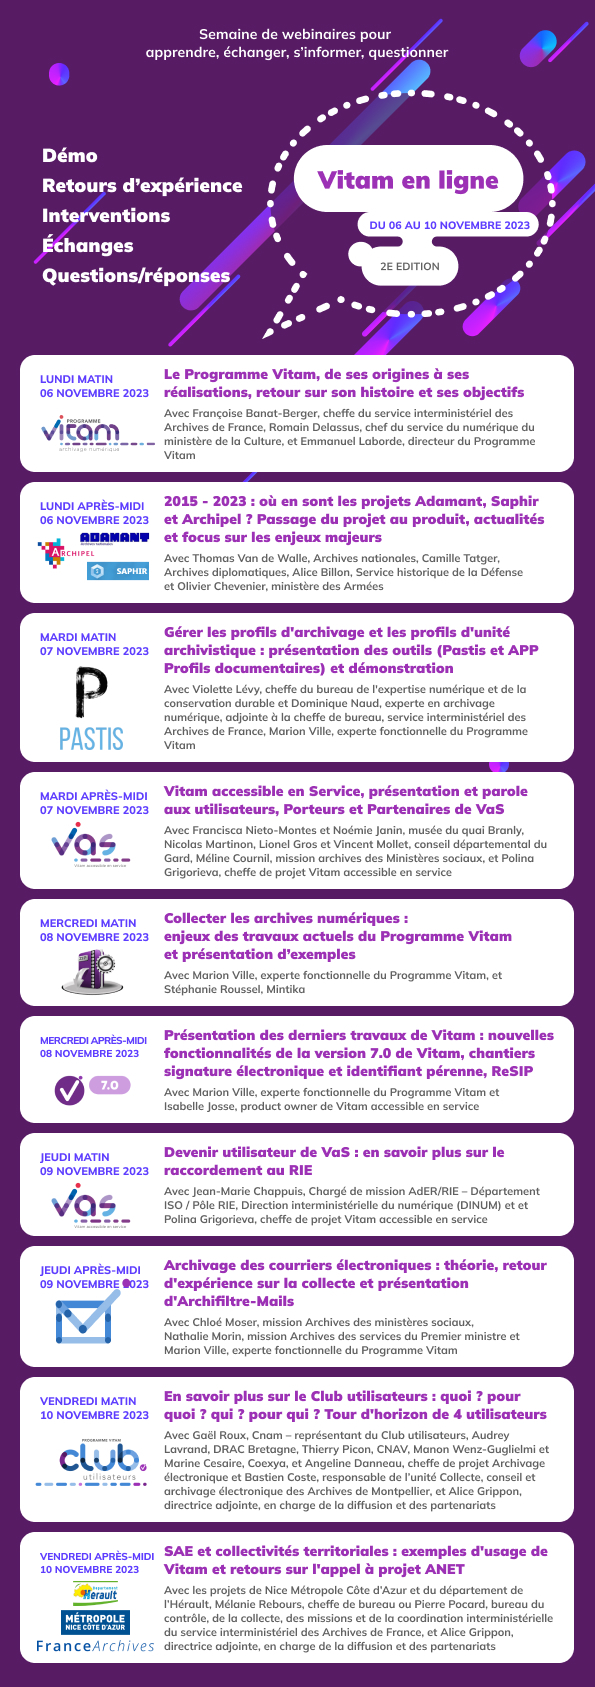 Semaine de webinaires pour
apprendre, échanger, s'informer, questionner
Démo
Retours d'expérience
Interventions
Échanges
Questions/réponses
Vitam en ligne
DU 06 AU 10 NOVEMBRE 2023
2E EDITION
LUNDI MATIN
06 NOVEMBRE 2023
PROGRAMME
vitam
archivage numérique
Le Programme Vitam, de ses origines à ses
réalisations, retour sur son histoire et ses objectifs
Avec Françoise Banat-Berger, cheffe du service interministériel des
Archives de France, Romain Delassus, chef du service du numérique du
ministère de la Culture, et Emmanuel Laborde, directeur du Programme
Vitam
LUNDI APRÈS-MIDI
06 NOVEMBRE 2023
ADAMANT
ARCHIPEL
SAPHIR
2015 - 2023 : où en sont les projets Adamant, Saphir
et Archipel ? Passage du projet au produit, actualités
et focus sur les enjeux majeurs
Avec Thomas Van de Walle, Archives nationales, Camille Tatger,
Archives diplomatiques, Alice Billon, Service historique de la Défense
et Olivier Chevenier, ministère des Armées
MARDI MATIN
07 NOVEMBRE 2023
P
PASTIS
Gérer les profils d'archivage et les profils d'unité
archivistique : présentation des outils (Pastis et APP
Profils documentaires) et démonstration
Avec Violette Lévy, cheffe du bureau de l'expertise numérique et de la
conservation durable et Dominique Naud, experte en archivage
numérique, adjointe à la cheffe de bureau, service interministériel des
Archives de France, Marion Ville, experte fonctionnelle du Programme
Vitam
MARDI APRÈS-MIDI
07 NOVEMBRE 2023
vas
Vitam accessible en service
Vitam accessible en Service, présentation et parole
aux utilisateurs, Porteurs et Partenaires de VaS
Avec Francisca Nieto-Montes et Noémie Janin, musée du quai Branly,
Nicolas Martinon, Lionel Gros et Vincent Mollet, conseil départemental du
Gard, Méline Cournil, mission archives des Ministères sociaux, et Polina
Grigorieva, cheffe de projet Vitam accessible en service
MERCREDI MATIN
08 NOVEMBRE 2023
Collecter les archives numériques :
enjeux des travaux actuels du Programme Vitam
et présentation d'exemples
Avec Marion Ville, experte fonctionnelle du Programme Vitam, et
Stéphanie Roussel, Mintika
MERCREDI APRÈS-MIDI
08 NOVEMBRE 2023
7.0
Présentation des derniers travaux de Vitam : nouvelles
fonctionnalités de la version 7.0 de Vitam, chantiers
signature électronique et identifiant pérenne, ReSIP
Avec Marion Ville, experte fonctionnelle du Programme Vitam et
Isabelle Josse, product owner de Vitam accessible en service
JEUDI MATIN
09 NOVEMBRE 2023
vas
Vitam accessible en service
Devenir utilisateur de VaS : en savoir plus sur le
raccordement au RIE
Avec Jean-Marie Chappuis, Chargé de mission AdER/RIE – Département
ISO / Pôle RIE, Direction interministérielle du numérique (DINUM) et et
Polina Grigorieva, cheffe de projet Vitam accessible en service
JEUDI APRÈS-MIDI
09 NOVEMBRE 2023
Archivage des courriers électroniques : théorie, retour
d'expérience sur la collecte et présentation
d'Archifiltre-Mails
Avec Chloé Moser, mission Archives des ministères sociaux,
Nathalie Morin, mission Archives des services du Premier ministre et
Marion Ville, experte fonctionnelle du Programme Vitam
VENDREDI MATIN
10 NOVEMBRE 2023
PROGRAMME VITAM
club
utilisateurs
En savoir plus sur le Club utilisateurs : quoi ? pour
quoi ? qui ? pour qui ? Tour d'horizon de 4 utilisateurs
Avec Gaël Roux, Cnam – représentant du Club utilisateurs, Audrey
Lavrand, DRAC Bretagne, Thierry Picon, CNAV, Manon Wenz-Guglielmi et
Marine Cesaire, Coexya, et Angeline Danneau, cheffe de projet Archivage
électronique et Bastien Coste, responsable de l'unité Collecte, conseil et
archivage électronique des Archives de Montpellier, et Alice Grippon,
directrice adjointe, en charge de la diffusion et des partenariats
VENDREDI APRÈS-MIDI
10 NOVEMBRE 2023
Département
Hérault
MÉTROPOLE
NICE CÔTE D'AZUR
FranceArchives
SAE et collectivités territoriales : exemples d'usage de
Vitam et retours sur l'appel à projet ANET
Avec les projets de Nice Métropole Côte d'Azur et du département de
l'Hérault, Mélanie Rebours, cheffe de bureau ou Pierre Pocard, bureau du
contrôle, de la collecte, des missions et de la coordination interministérielle
du service interministériel des Archives de France, et Alice Grippon,
directrice adjointe, en charge de la diffusion et des partenariats